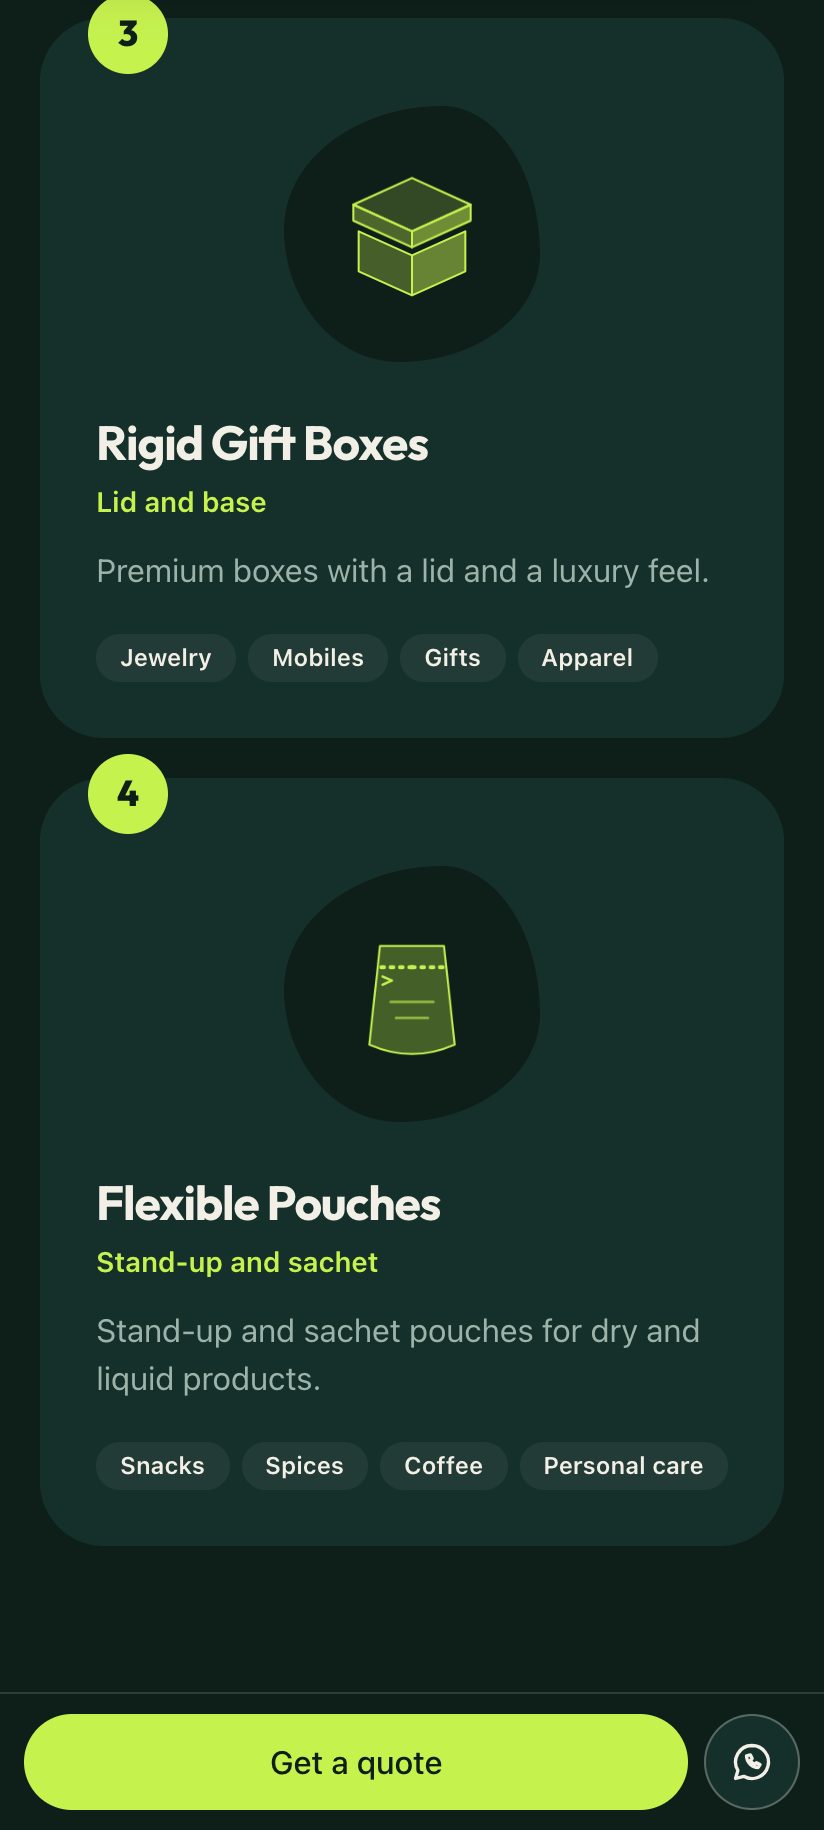 3
Rigid Gift Boxes
Lid and base
Premium boxes with a lid and a luxury feel.
Jewelry Mobiles Gifts Apparel
4
>
Flexible Pouches
Stand-up and sachet
Stand-up and sachet pouches for dry and
liquid products.
Snacks Spices Coffee Personal care
Get a quote